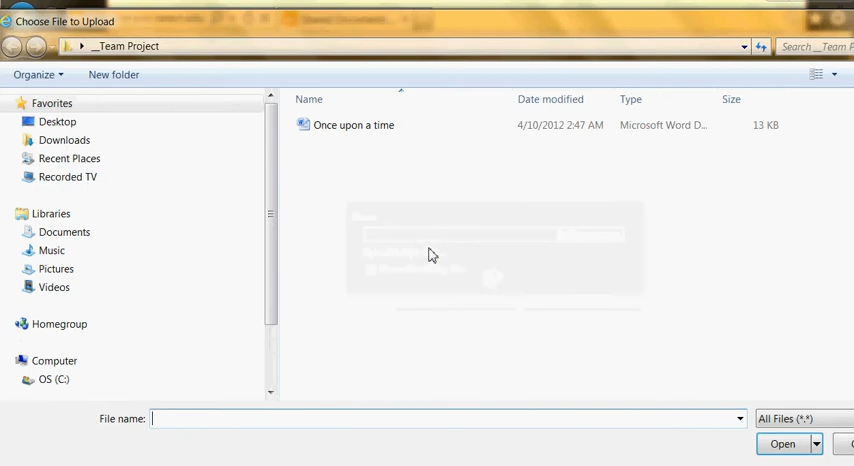 Choose File to Upload
__Team Project
Search __Team P
Organize
New folder
Favorites
Desktop
Downloads
Recent Places
Recorded TV
Libraries
Documents
Music
Pictures
Videos
Homegroup
Computer
OS (C:)
Name Date modified Type Size
Once upon a time 4/10/2012 2:47 AM Microsoft Word D... 13 KB
File name:
All Files (*.*)
Open